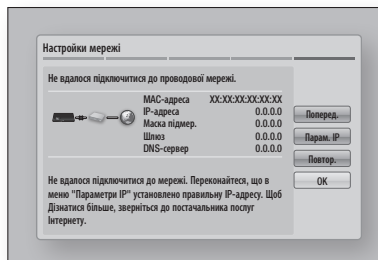 Настройки мережі
Не вдалося підключитися до проводової мережі.
МАС-адреса XX:XX:XX:XX:XX:XX
IP-адреса 0.0.0.0
Маска підмер. 0.0.0.0
Шлюз 0.0.0.0
DNS-сервер 0.0.0.0
Поперед.
Парам. IP
Повтор.
OK
Не вдалося підключитися до мережі. Переконайтеся, що в
меню "Параметри IP" установлено правильну IP-адресу. Щоб
Дізнатися більше, зверніться до постачальника послуг
Інтернету.